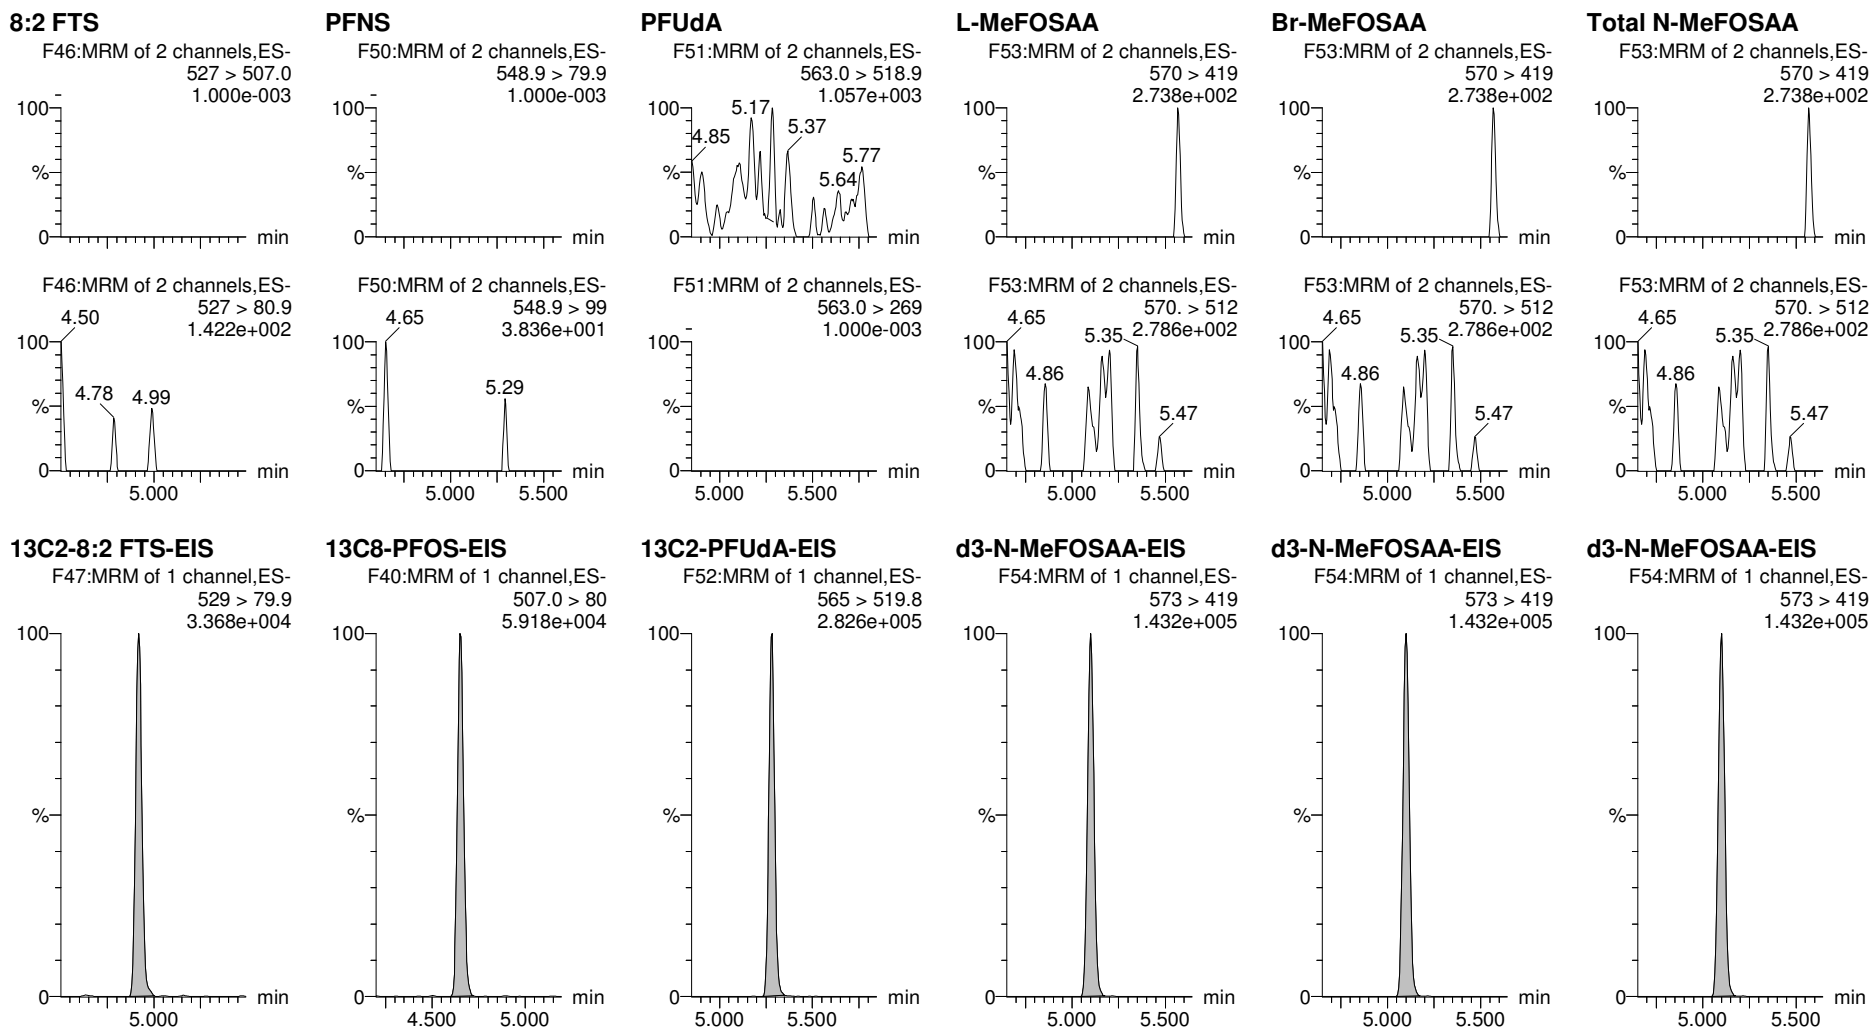 8:2 FTS
F46:MRM of 2 channels,ES-
527 > 507.0
1.000e-003
100
%
0
min
F46:MRM of 2 channels,ES-
527 > 80.9
1.422e+002
4.50
100
4.78
4.99
%
0
min
5.000
PFNS
F50:MRM of 2 channels,ES-
548.9 > 79.9
1.000e-003
100
%
0
min
F50:MRM of 2 channels,ES-
548.9 > 99
3.836e+001
4.65
100
5.29
%
0
min
5.000 5.500
PFUdA
F51:MRM of 2 channels,ES-
563.0 > 518.9
1.057e+003
100
5.17
5.37
4.85
5.77
%
5.64
0
min
F51:MRM of 2 channels,ES-
563.0 > 269
1.000e-003
100
%
0
min
5.000 5.500
L-MeFOSAA
F53:MRM of 2 channels,ES-
570 > 419
2.738e+002
100
%
0
min
F53:MRM of 2 channels,ES-
570. > 512
2.786e+002
4.65
5.35
100
4.86
%
5.47
0
min
5.000 5.500
Br-MeFOSAA
F53:MRM of 2 channels,ES-
570 > 419
2.738e+002
100
%
0
min
F53:MRM of 2 channels,ES-
570. > 512
2.786e+002
4.65
5.35
100
4.86
%
5.47
0
min
5.000 5.500
Total N-MeFOSAA
F53:MRM of 2 channels,ES-
570 > 419
2.738e+002
100
%
0
min
F53:MRM of 2 channels,ES-
570. > 512
2.786e+002
4.65
5.35
100
4.86
%
5.47
0
min
5.000 5.500
13C2-8:2 FTS-EIS
F47:MRM of 1 channel,ES-
529 > 79.9
3.368e+004
100
%
0
min
5.000
13C8-PFOS-EIS
F40:MRM of 1 channel,ES-
507.0 > 80
5.918e+004
100
%
0
min
4.500 5.000
13C2-PFUdA-EIS
F52:MRM of 1 channel,ES-
565 > 519.8
2.826e+005
100
%
0
min
5.000 5.500
d3-N-MeFOSAA-EIS
F54:MRM of 1 channel,ES-
573 > 419
1.432e+005
100
%
0
min
5.000 5.500
d3-N-MeFOSAA-EIS
F54:MRM of 1 channel,ES-
573 > 419
1.432e+005
100
%
0
min
5.000 5.500
d3-N-MeFOSAA-EIS
F54:MRM of 1 channel,ES-
573 > 419
1.432e+005
100
%
0
min
5.000 5.500